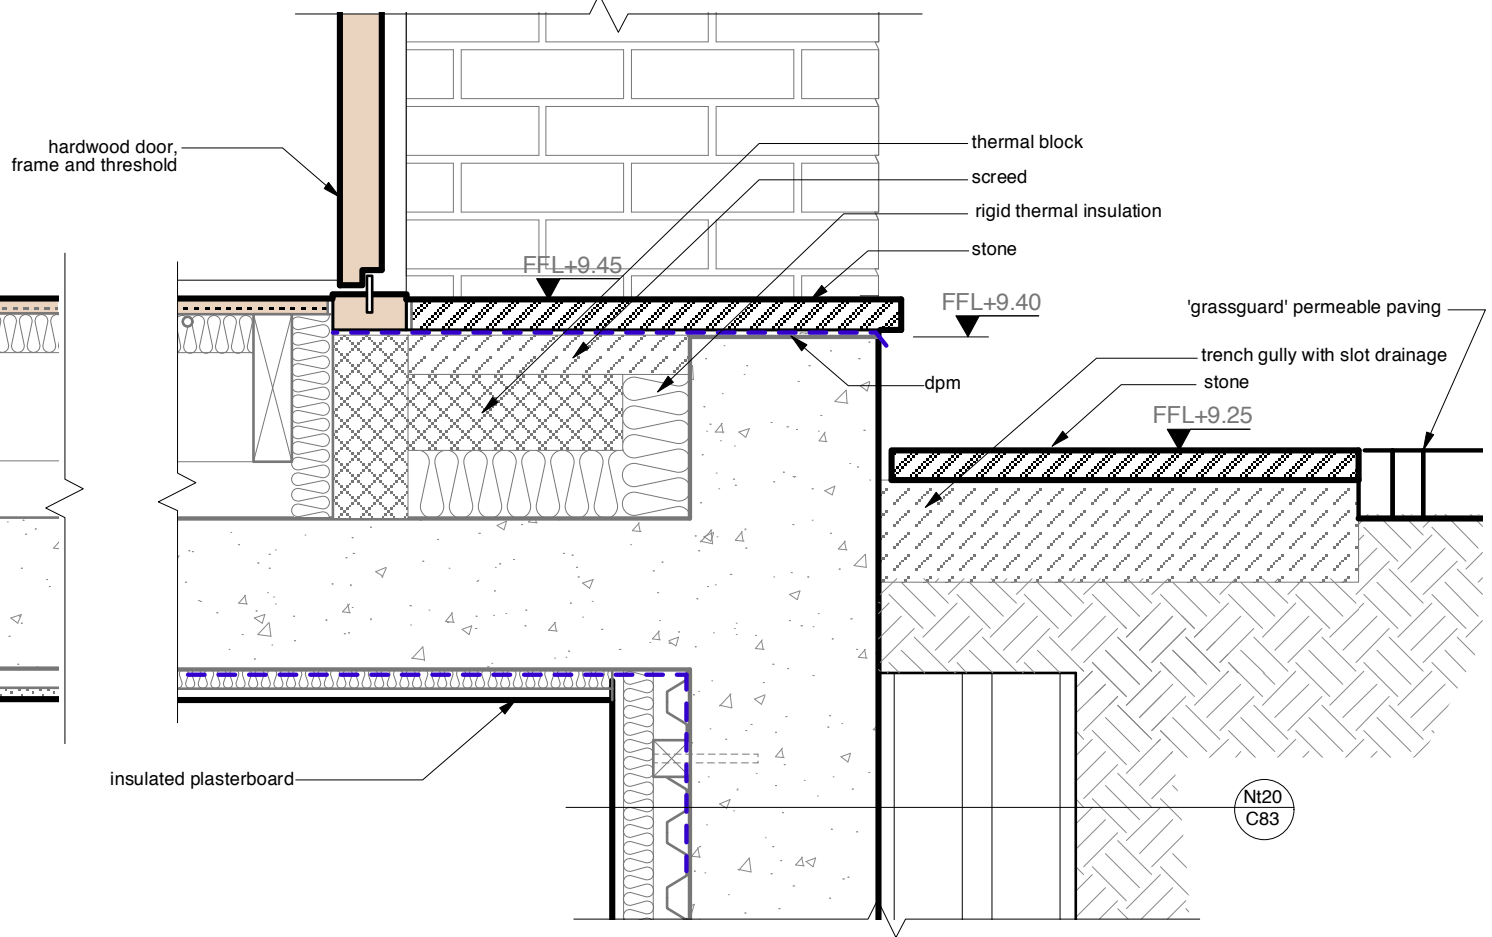 hardwood door,
frame and threshold
thermal block
screed
rigid thermal insulation
stone
FFL+9.45
FFL+9.40
'grassguard' permeable paving
trench gully with slot drainage
stone
dpm
FFL+9.25
insulated plasterboard
Nt20
C83